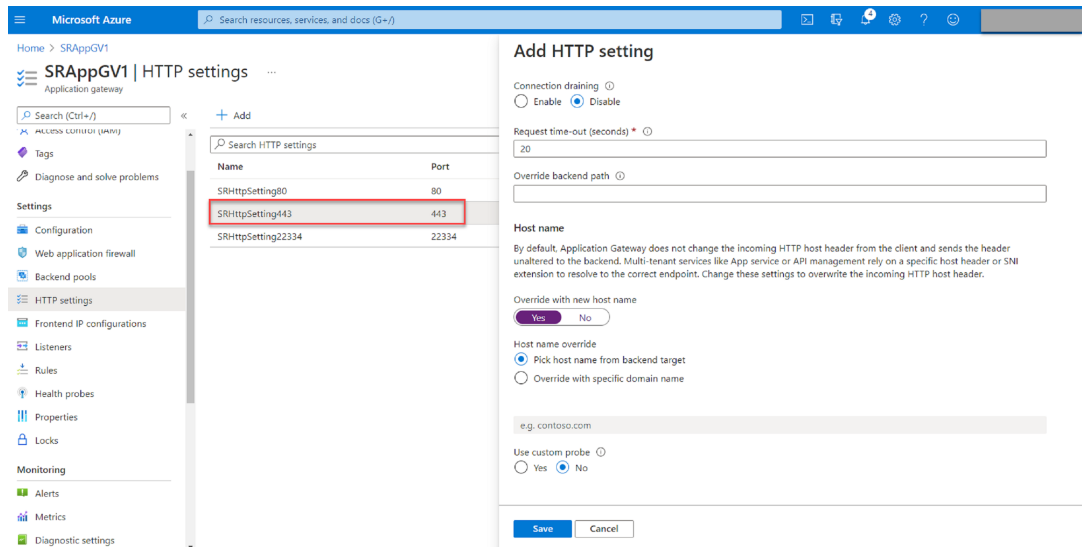 Microsoft Azure
Search resources, services, and docs (G+/)
4
Home > SRAppGV1
SRAppGV1 | HTTP settings ...
Application gateway
Search (Ctrl+/)
«
Access control (IAM)
Tags
Diagnose and solve problems
Settings
Configuration
Web application firewall
Backend pools
HTTP settings
Frontend IP configurations
Listeners
Rules
Health probes
Properties
Locks
Monitoring
Alerts
Metrics
Diagnostic settings
+ Add
Search HTTP settings
Name Port
SRHttpSetting80 80
SRHttpSetting443 443
SRHttpSetting22334 22334
Add HTTP setting
Connection draining
Enable Disable
Request time-out (seconds) *
20
Override backend path
Host name
By default, Application Gateway does not change the incoming HTTP host header from the client and sends the header
unaltered to the backend. Multi-tenant services like App service or API management rely on a specific host header or SNI
extension to resolve to the correct endpoint. Change these settings to overwrite the incoming HTTP host header.
Override with new host name
Yes No
Host name override
Pick host name from backend target
Override with specific domain name
e.g. contoso.com
Use custom probe
Yes No
Save Cancel